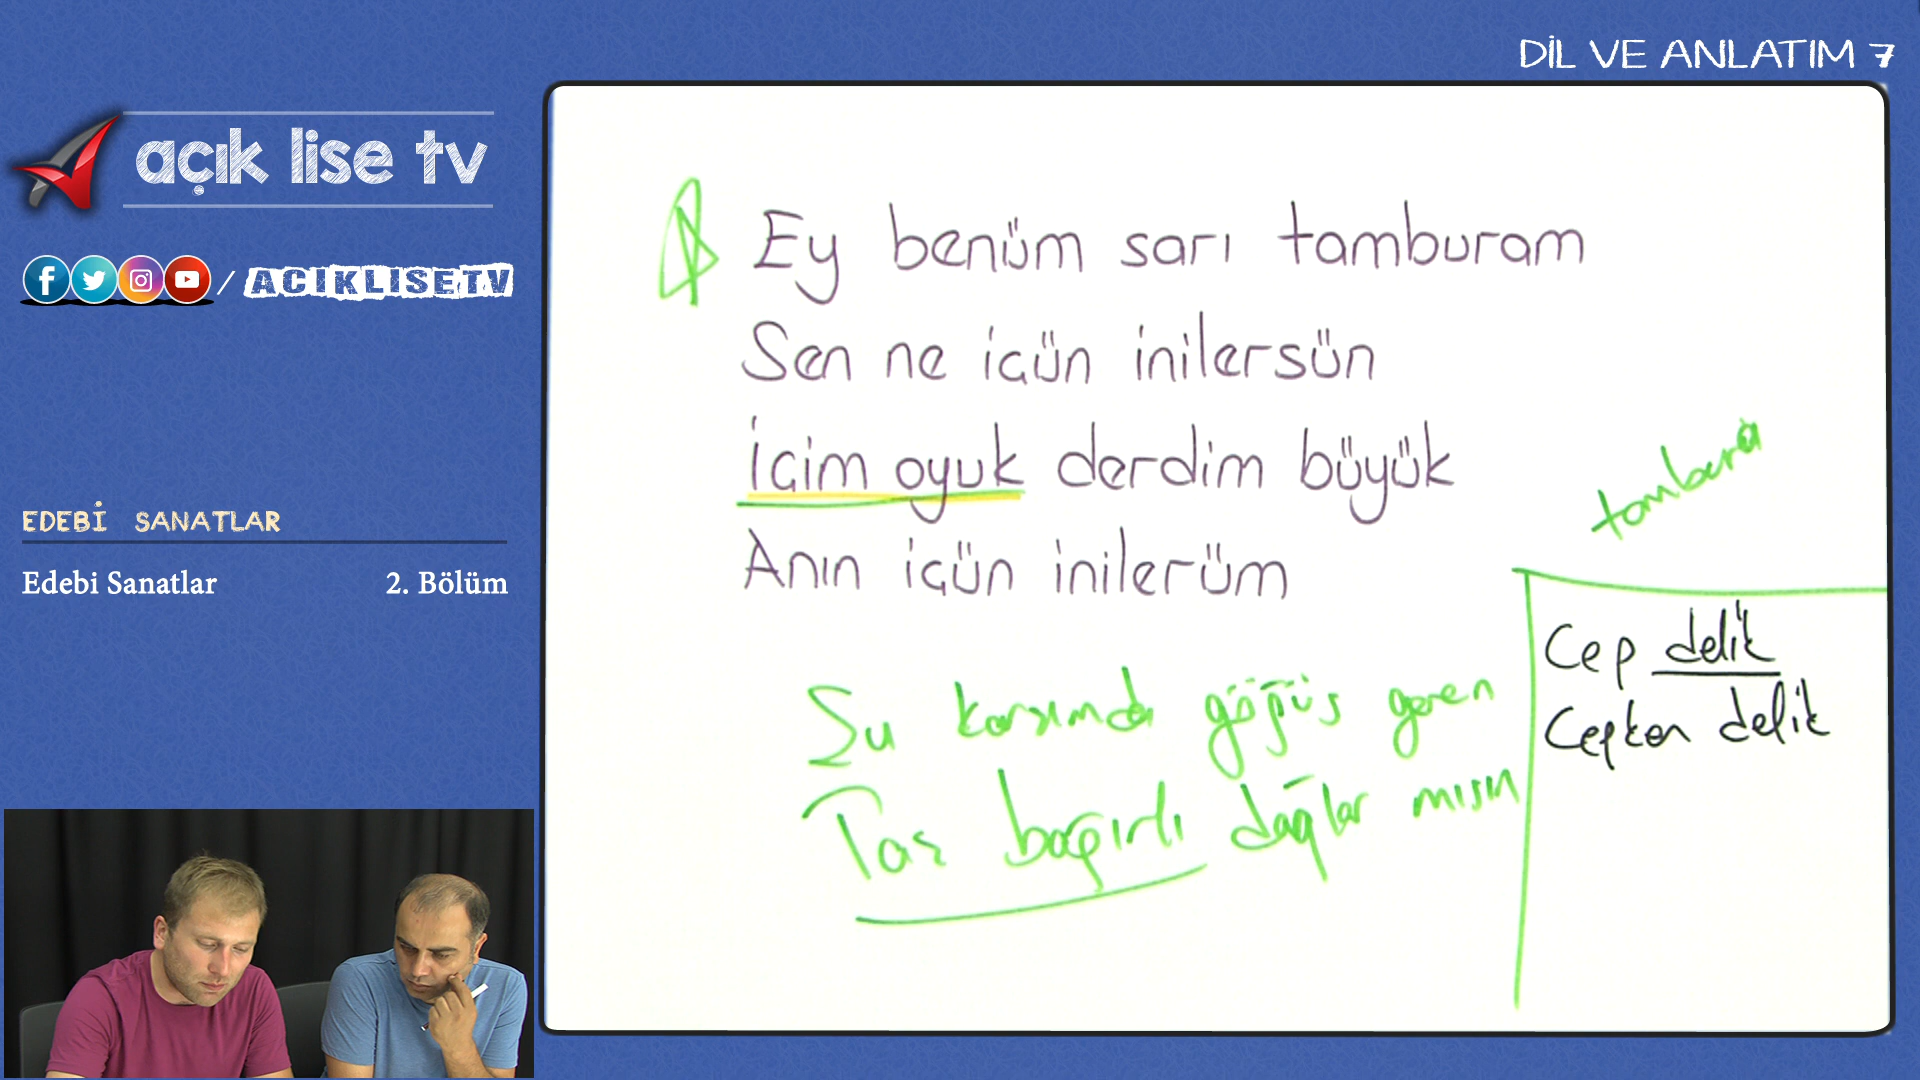 DİL VE ANLATIM 7
açık lise tv
/ ACIKLISETV
EDEBİ SANATLAR
Edebi Sanatlar 2. Bölüm
Ey benüm sarı tamburam
Sen ne içün inilersün
İçim oyuk derdim büyük
Anın içün inilerüm
tambura
Şu karşımda göğüs geren
Taş bağırlı dağlar mısın
Cep delik
Cepken delik